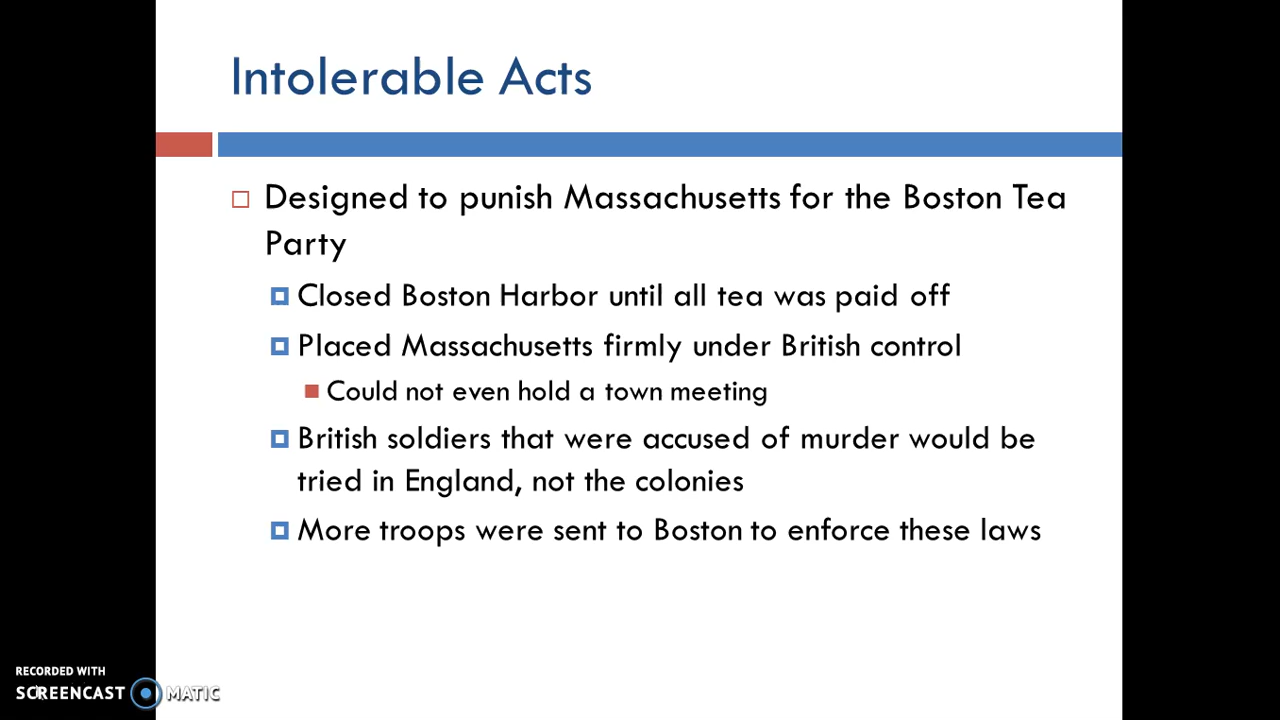 Intolerable Acts
Designed to punish Massachusetts for the Boston Tea
Party
Closed Boston Harbor until all tea was paid off
Placed Massachusetts firmly under British control
Could not even hold a town meeting
British soldiers that were accused of murder would be
tried in England, not the colonies
More troops were sent to Boston to enforce these laws
RECORDED WITH
SCREENCAST MATIC